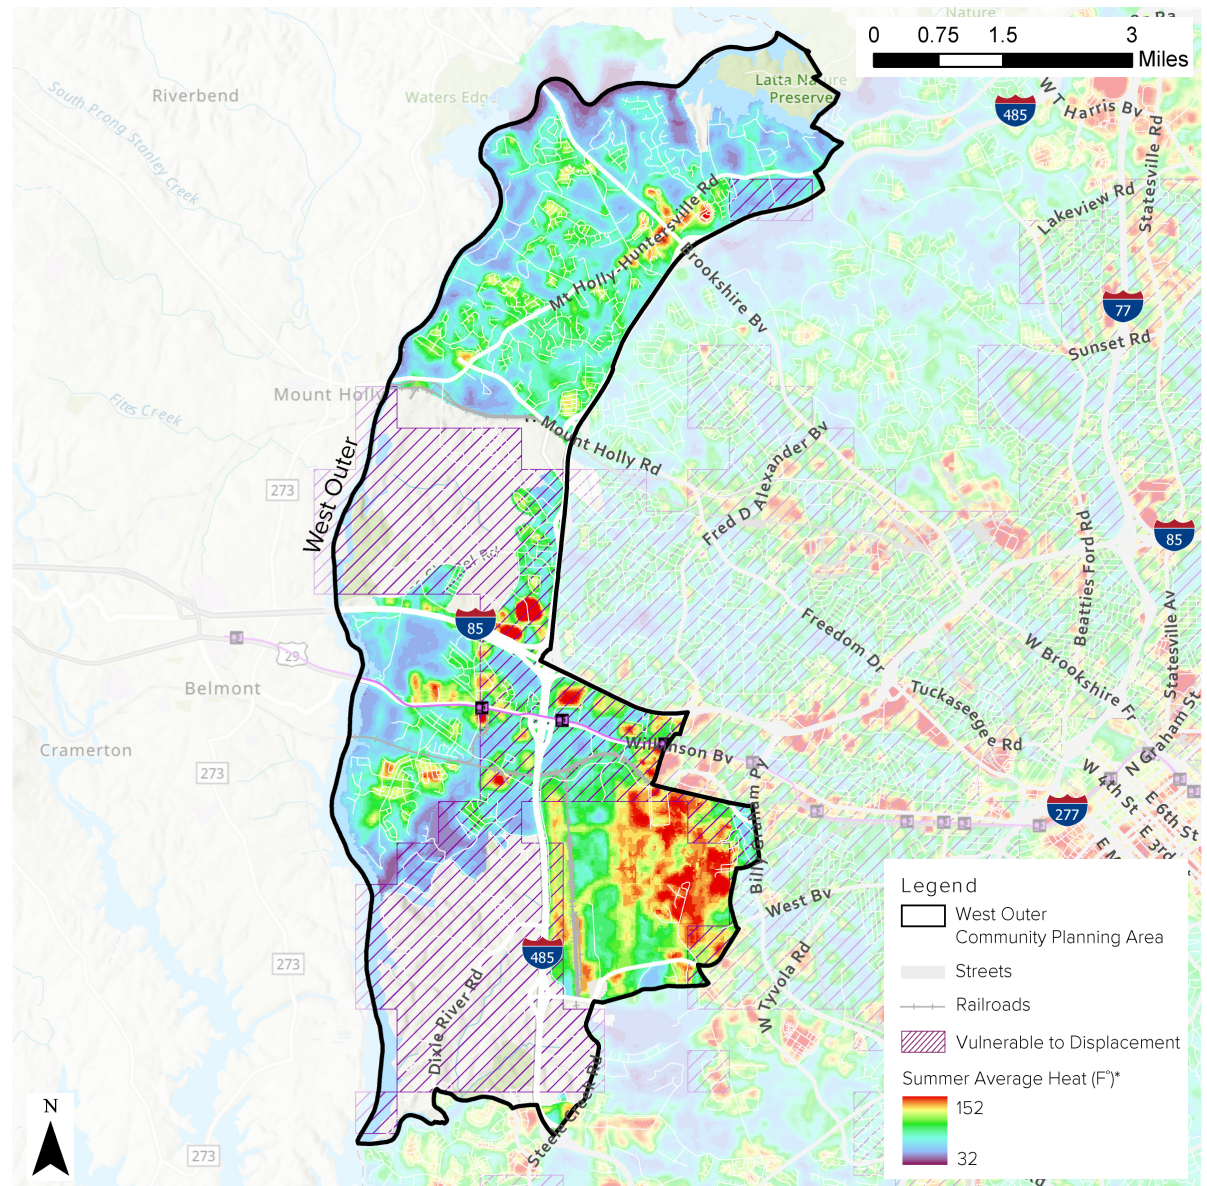 0 0.75 1.5 3
Miles
Nature
Riverbend
Waters Edge
Latta Nature
Preserve
South Prong Stanley Creek
485
W T Harris Bv
Statesville Rd
Lakeview Rd
Mt Holly-Huntersville Rd
Brookshire Bv
77
Sunset Rd
Mount Holly
Fites Creek
Mount Holly Rd
West Outer
273
Fred D Alexander Bv
Beatties Ford Rd
85
85
Freedom Dr
W Brookshire Fr
Statesville Av
29
Belmont
Tuckaseegee Rd
N Graham St
Cramerton
Wilkinson Bv
273
W 4th St
E 6th St
E 3rd
277
Billy Graham Py
West Bv
485
273
Dixie River Rd
W Tyvola Rd
Steele Creek Rd
273
N
Legend
West Outer
Community Planning Area
Streets
Railroads
Vulnerable to Displacement
Summer Average Heat (F°)*
152
32